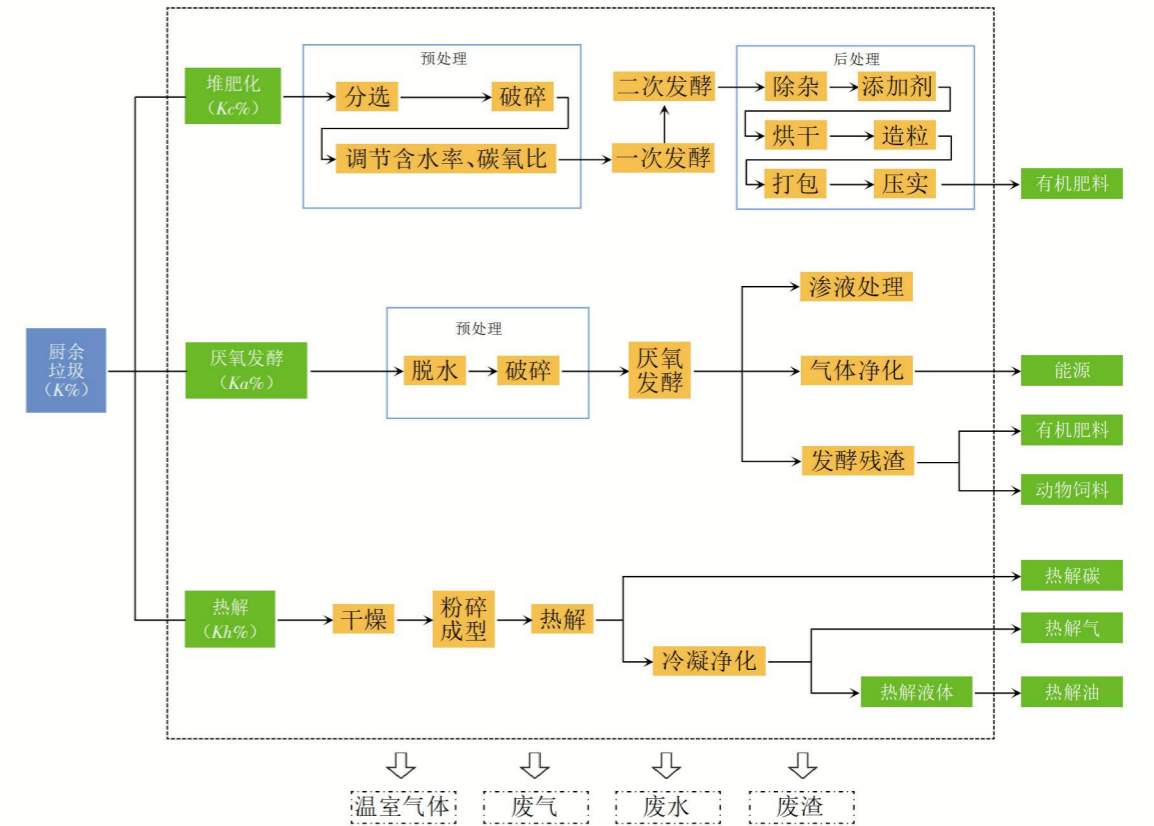 厨余
垃圾
（K%）
堆肥化
（Kc%）
预处理
分选
破碎
调节含水率、碳氧比
一次发酵
二次发酵
后处理
除杂
添加剂
烘干
造粒
打包
压实
有机肥料
厌氧发酵
（Ka%）
预处理
脱水
破碎
厌氧
发酵
渗液处理
气体净化
能源
发酵残渣
有机肥料
动物饲料
热解
（Kh%）
干燥
粉碎
成型
热解
热解碳
冷凝净化
热解气
热解液体
热解油
温室气体
废气
废水
废渣